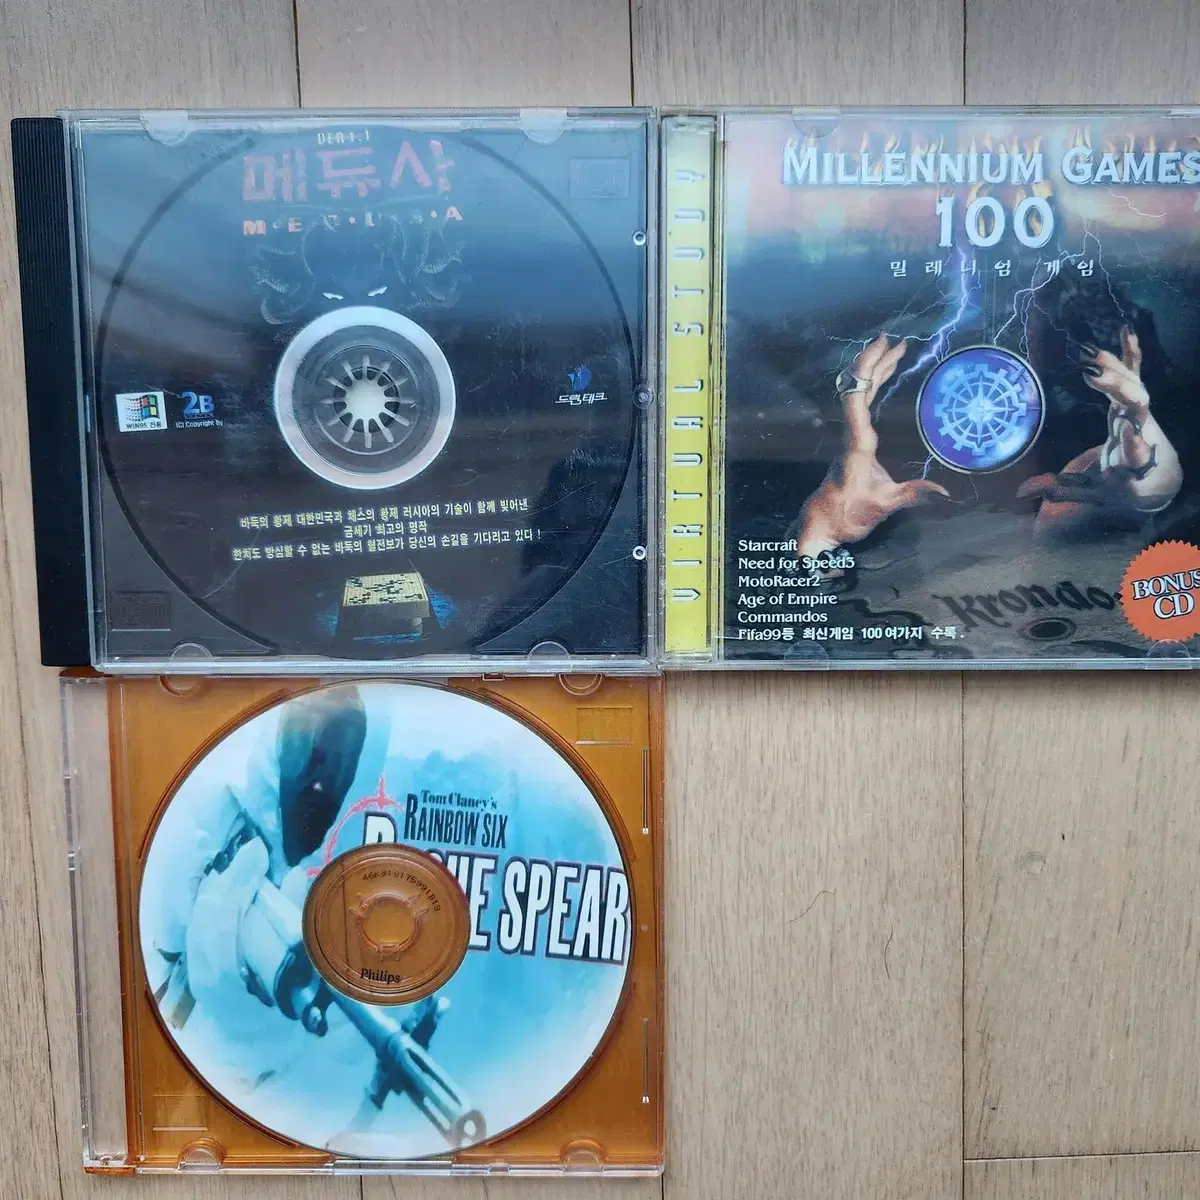 VER 1.1
메듀사
M·E·D·U·S·A
WIN95 전용
2B
(C) Copyright by
드림테크
바둑의 황제 대한민국과 체스의 황제 러시아의 기술이 함께 빚어낸
금세기 최고의 명작
한치도 방심할 수 없는 바둑의 혈전보가 당신의 손길을 기다리고 있다 !
VIRTUAL STUDY
MILLENNIUM GAMES
100
밀레니엄게임
Starcraft
Need for Speed3
MotoRacer2
Age of Empire
Commandos
Fifa99등 최신게임 100여가지 수록.
Krondo
BONUS
CD
Tom Clancy's
RAINBOW SIX
SPEAR
Philips